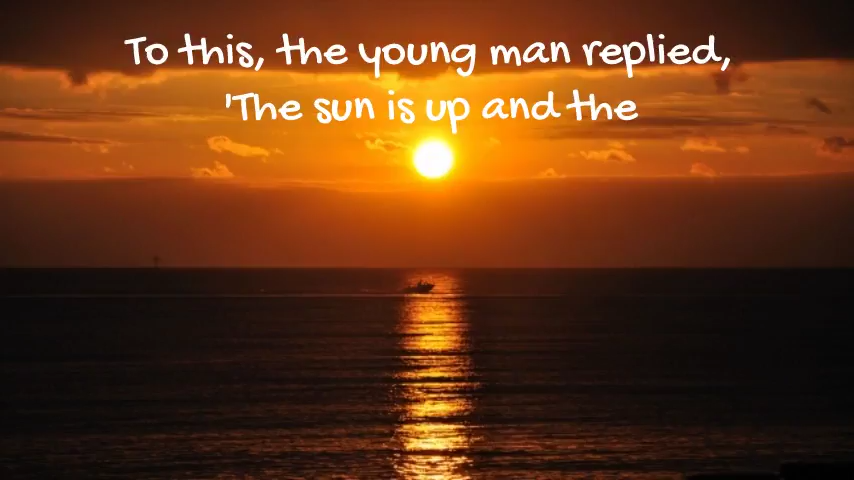 To this, the young man replied,
'The sun is up and the